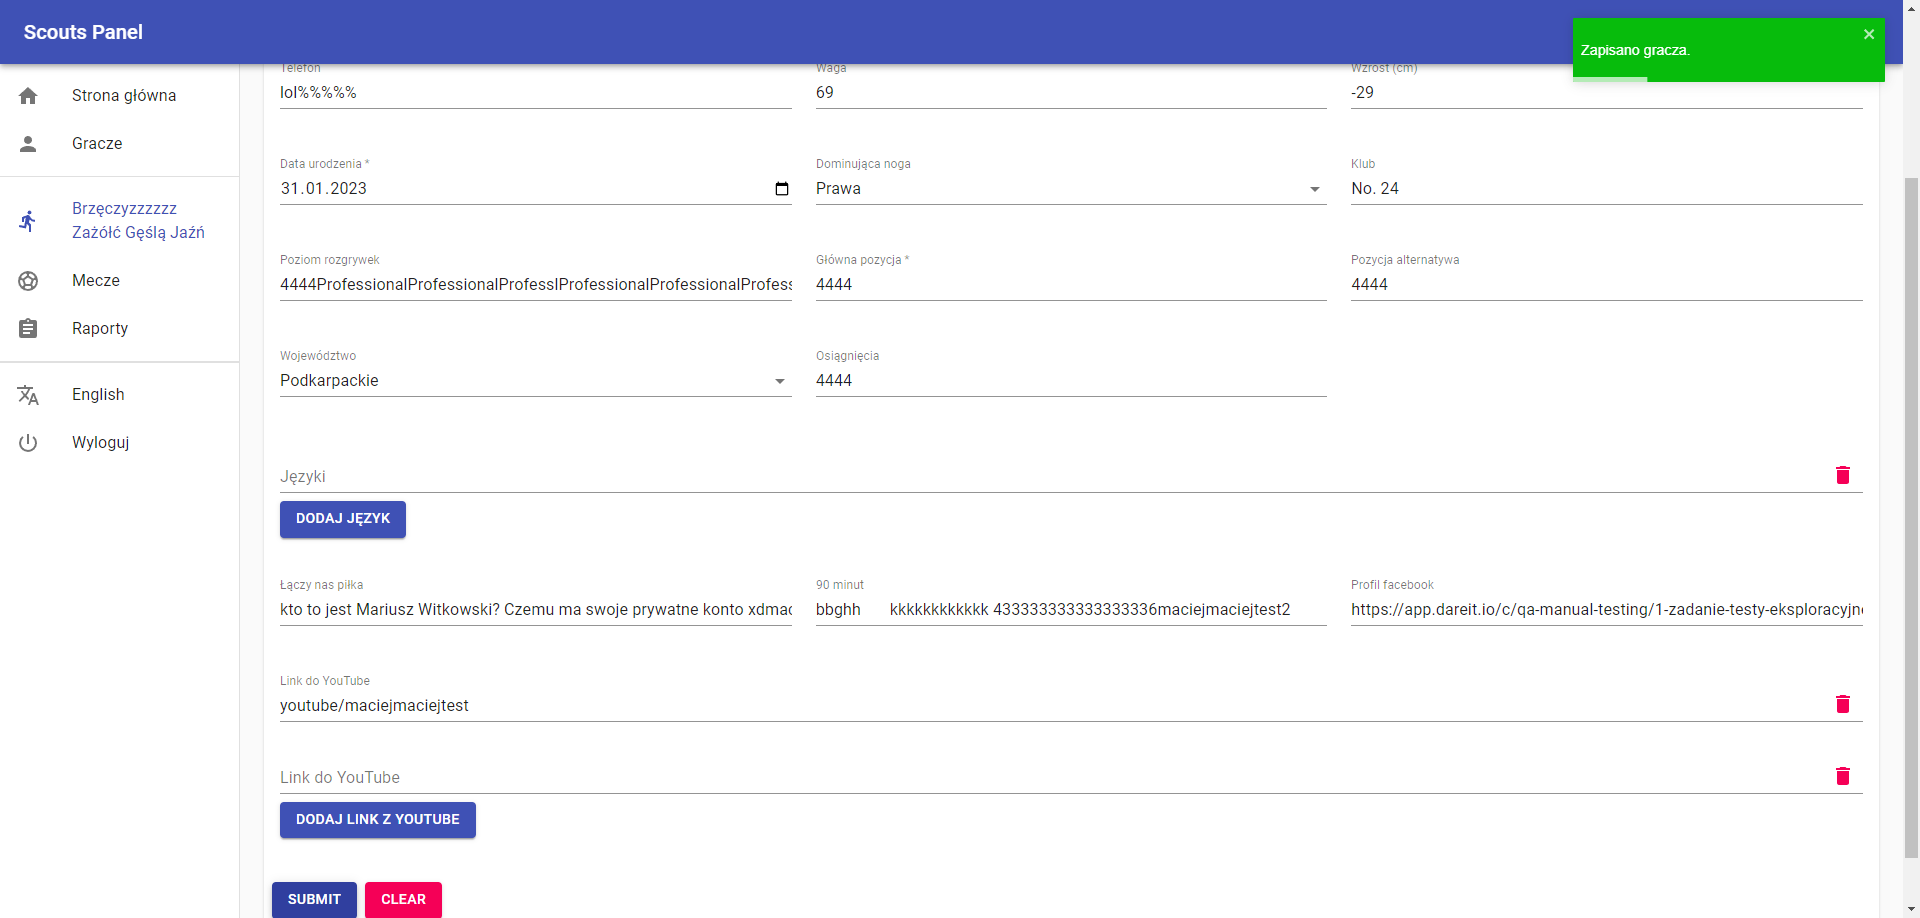 Scouts Panel
Zapisano gracza.
Strona główna
Gracze
Brzęczyzzzzzz
Zażółć Gęślą Jaźń
Mecze
Raporty
English
Wyloguj
Telefon Waga Wzrost (cm)
lol%%%%% 69 -29
Data urodzenia * Dominująca noga Klub
31.01.2023 Prawa No. 24
Poziom rozgrywek Główna pozycja * Pozycja alternatywa
4444ProfessionalProfessionalProfesslProfessionalProfessionalProfess 4444 4444
Województwo Osiągnięcia
Podkarpackie 4444
Języki
DODAJ JĘZYK
Łączy nas piłka 90 minut Profil facebook
kto to jest Mariusz Witkowski? Czemu ma swoje prywatne konto xdmac bbghh kkkkkkkkkkkk 433333333333333336maciejmaciejtest2 https://app.dareit.io/c/qa-manual-testing/1-zadanie-testy-eksploracyjn
Link do YouTube
youtube/maciejmaciejtest
Link do YouTube
DODAJ LINK Z YOUTUBE
SUBMIT CLEAR